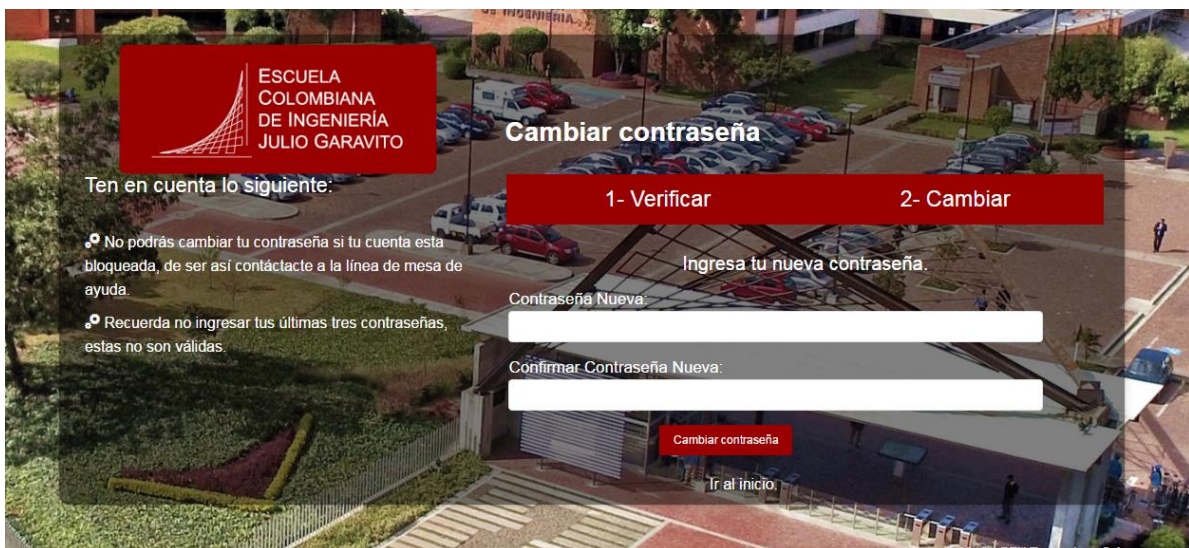 DE INGENIERIA
ESCUELA
COLOMBIANA
DE INGENIERÍA
JULIO GARAVITO
Ten en cuenta lo siguiente:
No podrás cambiar tu contraseña si tu cuenta esta
bloqueada, de ser así contáctacte a la línea de mesa de
ayuda.
Recuerda no ingresar tus últimas tres contraseñas,
estas no son válidas.
Cambiar contraseña
1- Verificar 2- Cambiar
Ingresa tu nueva contraseña.
Contraseña Nueva:
Confirmar Contraseña Nueva:
Cambiar contraseña
Ir al inicio.